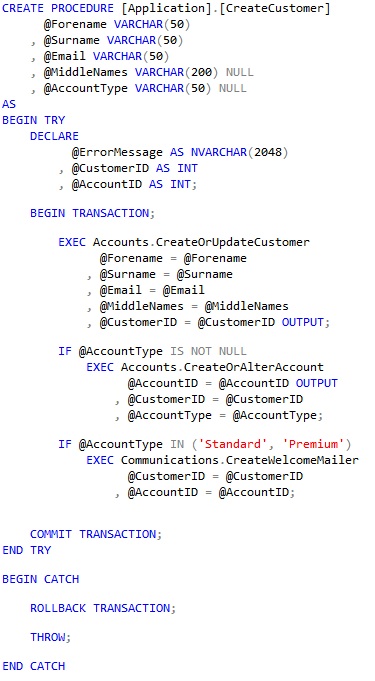 CREATE PROCEDURE [Application].[CreateCustomer]
@Forename VARCHAR(50)
, @Surname VARCHAR(50)
, @Email VARCHAR(50)
, @MiddleNames VARCHAR(200) NULL
, @AccountType VARCHAR(50) NULL
AS
BEGIN TRY
DECLARE
@ErrorMessage AS NVARCHAR(2048)
, @CustomerID AS INT
, @AccountID AS INT;
BEGIN TRANSACTION;
EXEC Accounts.CreateOrUpdateCustomer
@Forename = @Forename
, @Surname = @Surname
, @Email = @Email
, @MiddleNames = @MiddleNames
, @CustomerID = @CustomerID OUTPUT;
IF @AccountType IS NOT NULL
EXEC Accounts.CreateOrAlterAccount
@AccountID = @AccountID OUTPUT
, @CustomerID = @CustomerID
, @AccountType = @AccountType;
IF @AccountType IN ('Standard', 'Premium')
EXEC Communications.CreateWelcomeMailer
@CustomerID = @CustomerID
, @AccountID = @AccountID;
COMMIT TRANSACTION;
END TRY
BEGIN CATCH
ROLLBACK TRANSACTION;
THROW;
END CATCH